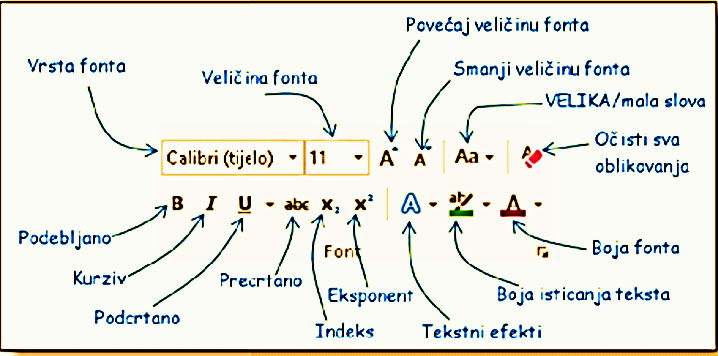 Povećaj veličinu fonta
Vrsta fonta
Veličina fonta
Smanji veličinu fonta
VELIKA/mala slova
Očisti sva
oblikovanja
Calibri (tijelo) 11 A A Aa A
B I U abc x₂ x² A ab A
Podebljano
Kurziv
Podcrtano
Precrtano
Font
Indeks
Eksponent
Tekstni efekti
Boja isticanja teksta
Boja fonta